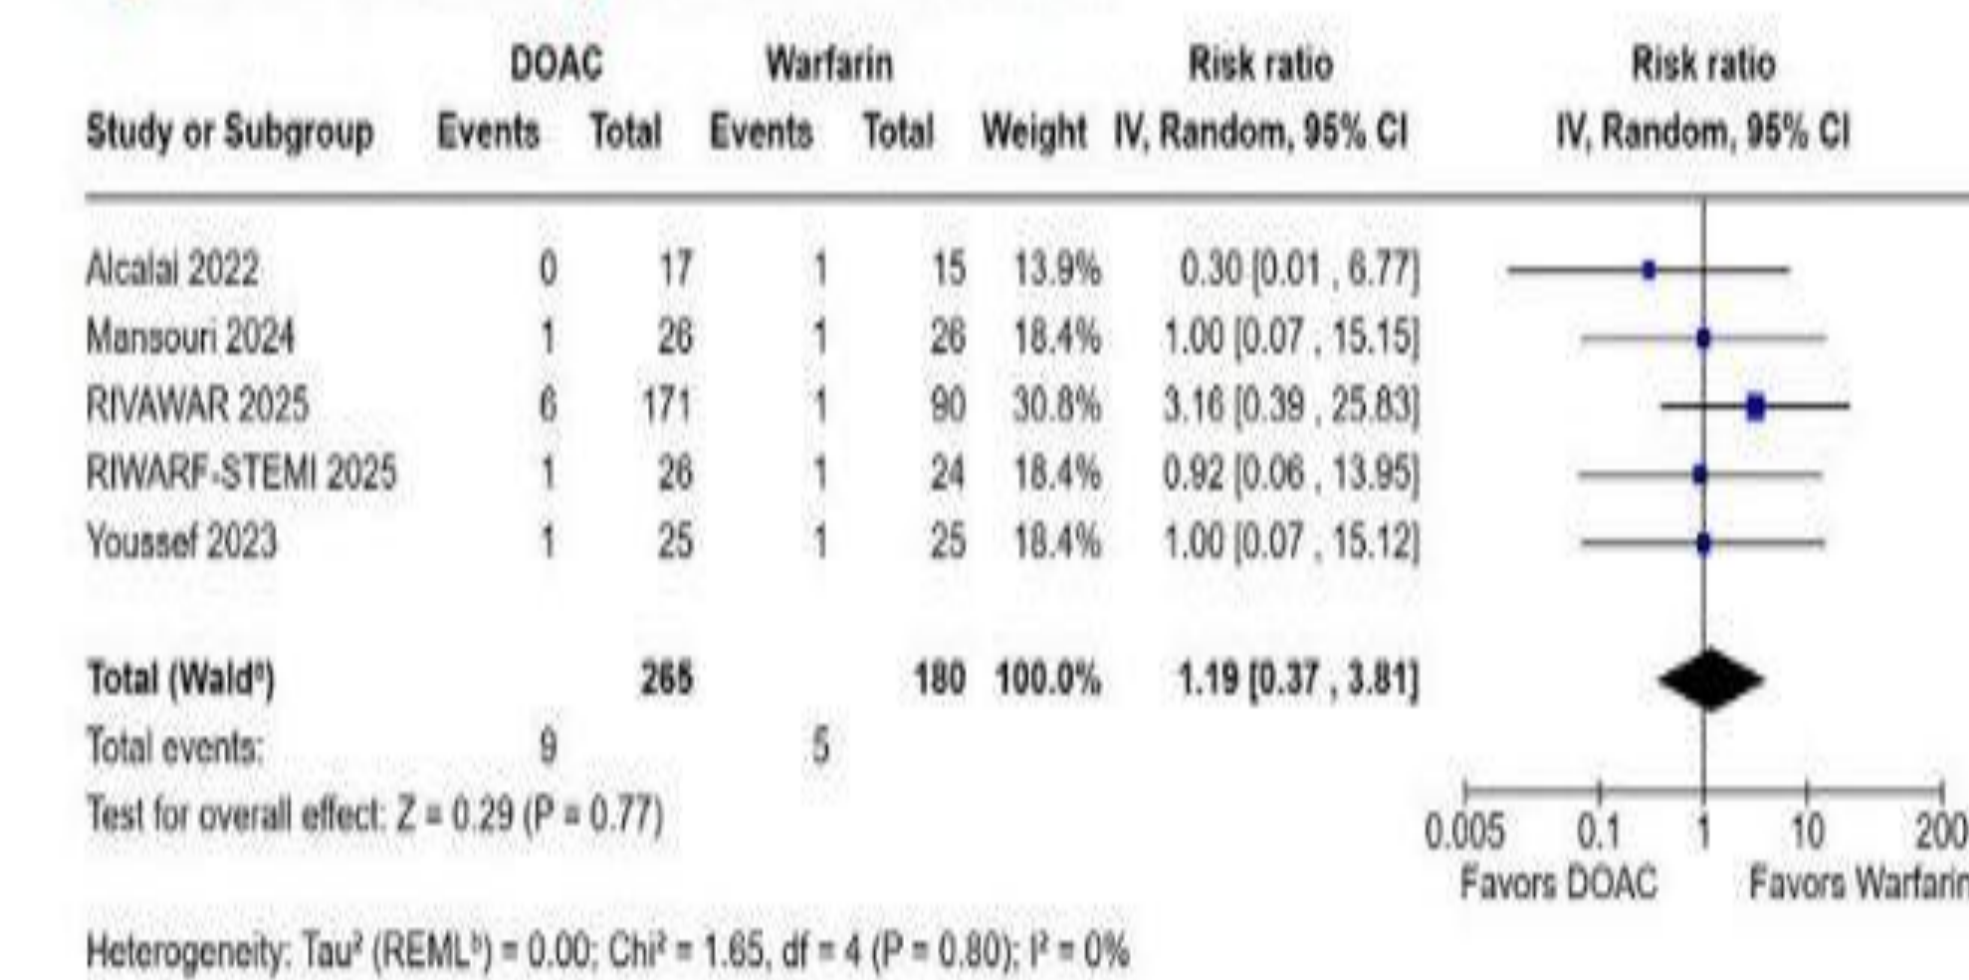 DOAC Warfarin Risk ratio Risk ratio
Study or Subgroup Events Total Events Total Weight IV, Random, 95% CI IV, Random, 95% CI
Alcalai 2022 0 17 1 15 13.9% 0.30 [0.01 , 6.77]
Mansouri 2024 1 26 1 26 18.4% 1.00 [0.07 , 15.15]
RIVAWAR 2025 6 171 1 90 30.8% 3.16 [0.39 , 25.83]
RIWARF-STEMI 2025 1 26 1 24 18.4% 0.92 [0.06 , 13.95]
Youssef 2023 1 25 1 25 18.4% 1.00 [0.07 , 15.12]
Total (Waldᵃ) 265 180 100.0% 1.19 [0.37 , 3.81]
Total events: 9 5
Test for overall effect: Z = 0.29 (P = 0.77)
0.005 0.1 1 10 200
Favors DOAC Favors Warfarin
Heterogeneity: Tau² (REMLᵇ) = 0.00; Chi² = 1.65, df = 4 (P = 0.80); I² = 0%